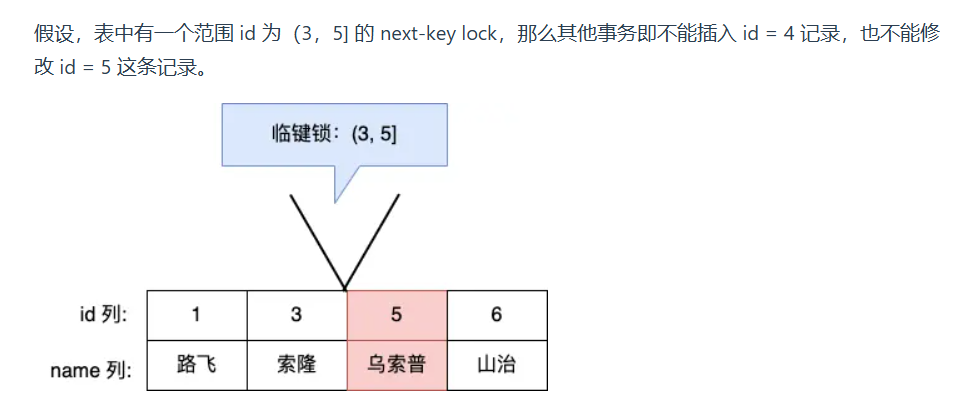 假设，表中有一个范围 id 为（3，5] 的 next-key lock，那么其他事务即不能插入 id = 4 记录，也不能修
改 id = 5 这条记录。
临键锁：(3, 5]
id 列: 1 3 5 6
name 列: 路飞 索隆 乌索普 山治